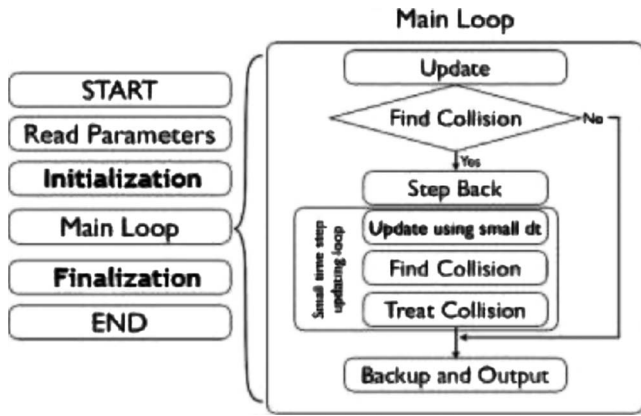 START
Read Parameters
Initialization
Main Loop
Finalization
END
Main Loop
Update
Find Collision
No
Yes
Step Back
Small time step
updating loop
Update using small dt
Find Collision
Treat Collision
Backup and Output